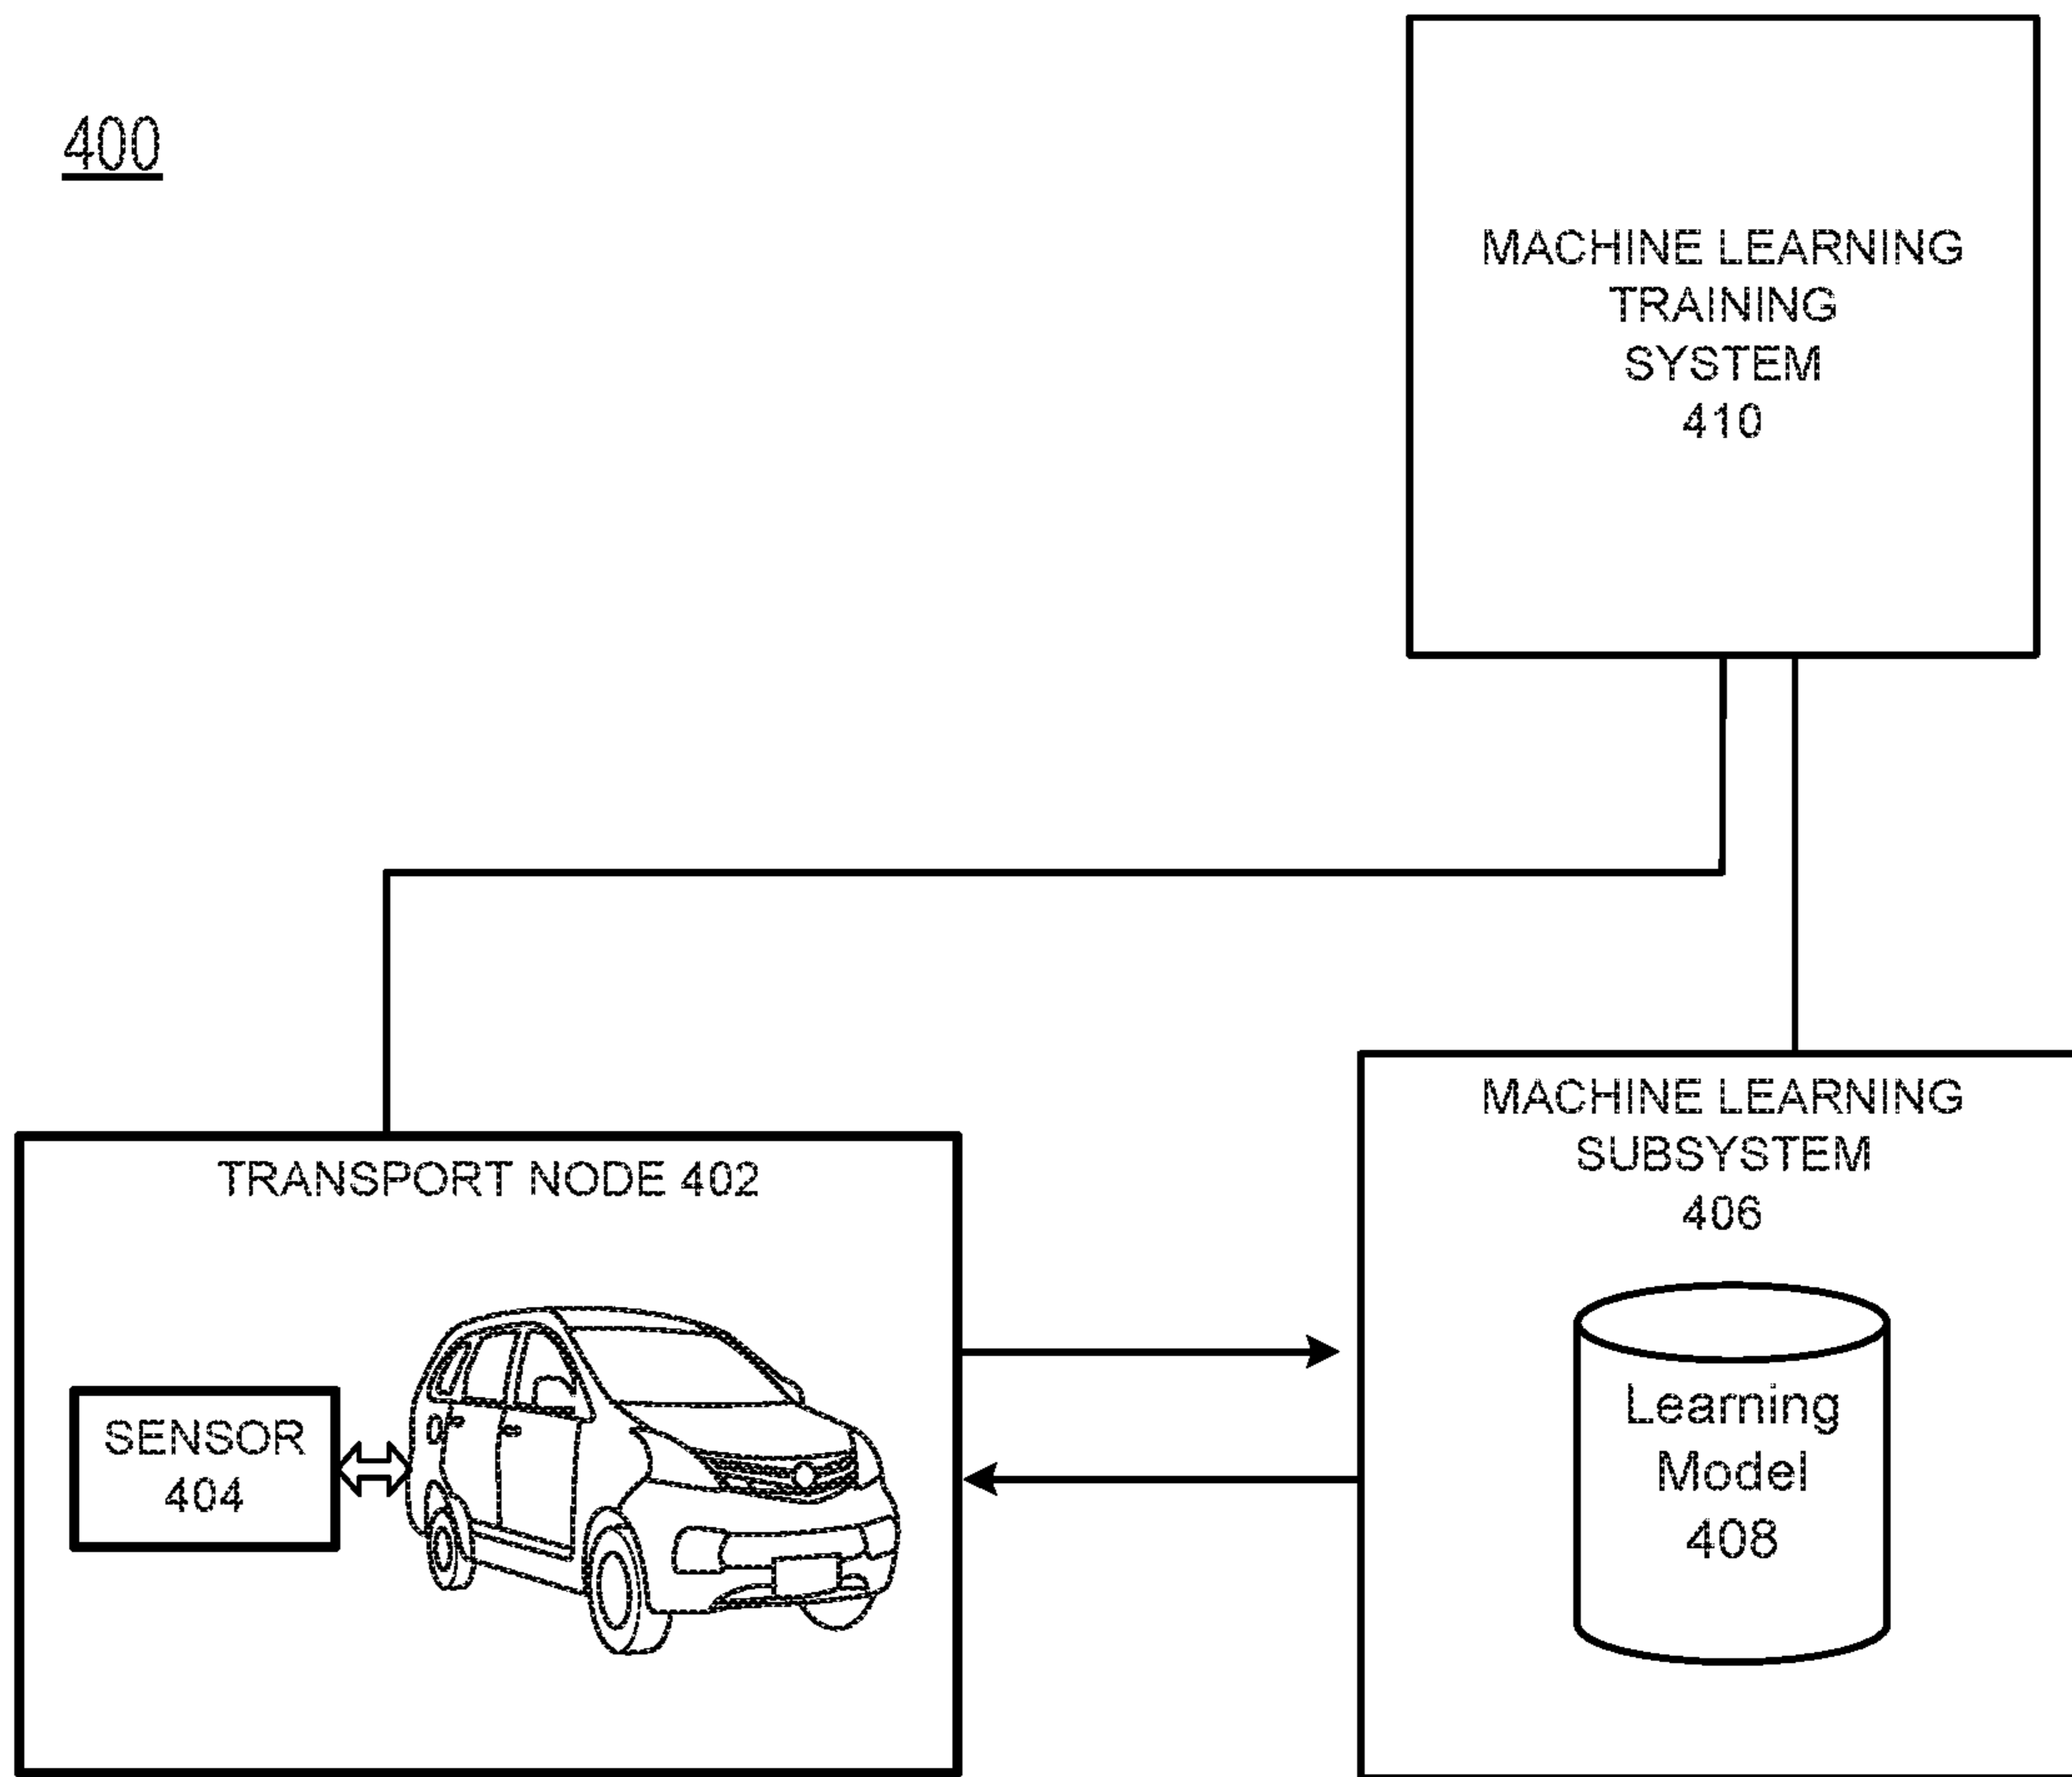 400
MACHINE LEARNING
TRAINING
SYSTEM
410
TRANSPORT NODE 402
SENSOR
404
MACHINE LEARNING
SUBSYSTEM
406
Learning
Model
408